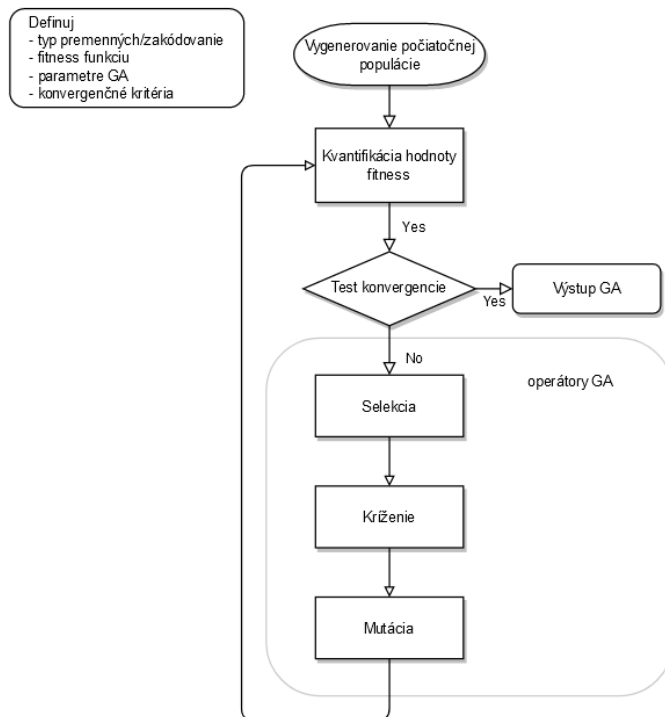 Definuj
- typ premenných/zakódovanie
- fitness funkciu
- parametre GA
- konvergenčné kritéria
Vygenerovanie počiatočnej
populácie
Kvantifikácia hodnoty
fitness
Yes
Test konvergencie
Yes
Výstup GA
No
operátory GA
Selekcia
Kríženie
Mutácia